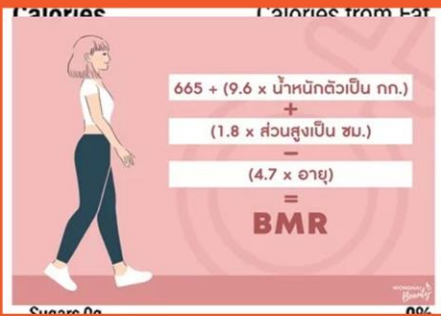 Calories Calories from Fat
665 + (9.6 x น้ำหนักตัวเป็น กก.)
+
(1.8 x ส่วนสูงเป็น ซม.)
−
(4.7 x อายุ)
=
BMR
WONGNAI
Beauty
Sugars 0g 0%